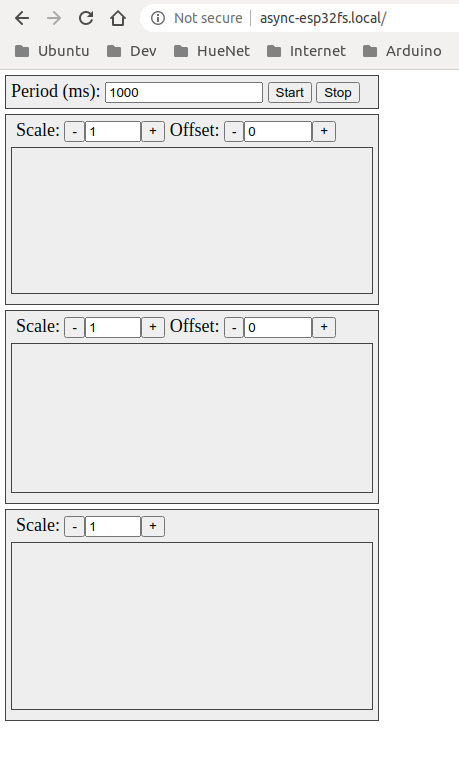 Not secure async-esp32fs.local/
Ubuntu Dev HueNet Internet Arduino
Period (ms): 1000 Start Stop
Scale: - 1 + Offset: - 0 +
Scale: - 1 + Offset: - 0 +
Scale: - 1 +